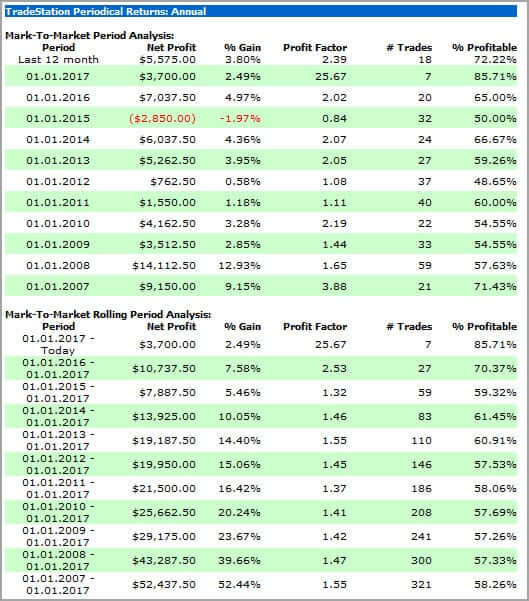 TradeStation Periodical Returns: Annual
Mark-To-Market Period Analysis:
Period Net Profit % Gain Profit Factor # Trades % Profitable
Last 12 month $5,575.00 3.80% 2.39 18 72.22%
01.01.2017 $3,700.00 2.49% 25.67 7 85.71%
01.01.2016 $7,037.50 4.97% 2.02 20 65.00%
01.01.2015 ($2,850.00) -1.97% 0.84 32 50.00%
01.01.2014 $6,037.50 4.36% 2.07 24 66.67%
01.01.2013 $5,262.50 3.95% 2.05 27 59.26%
01.01.2012 $762.50 0.58% 1.08 37 48.65%
01.01.2011 $1,550.00 1.18% 1.11 40 60.00%
01.01.2010 $4,162.50 3.28% 2.19 22 54.55%
01.01.2009 $3,512.50 2.85% 1.44 33 54.55%
01.01.2008 $14,112.50 12.93% 1.65 59 57.63%
01.01.2007 $9,150.00 9.15% 3.88 21 71.43%
Mark-To-Market Rolling Period Analysis:
Period Net Profit % Gain Profit Factor # Trades % Profitable
01.01.2017 -
Today $3,700.00 2.49% 25.67 7 85.71%
01.01.2016 -
01.01.2017 $10,737.50 7.58% 2.53 27 70.37%
01.01.2015 -
01.01.2017 $7,887.50 5.46% 1.32 59 59.32%
01.01.2014 -
01.01.2017 $13,925.00 10.05% 1.46 83 61.45%
01.01.2013 -
01.01.2017 $19,187.50 14.40% 1.55 110 60.91%
01.01.2012 -
01.01.2017 $19,950.00 15.06% 1.45 146 57.53%
01.01.2011 -
01.01.2017 $21,500.00 16.42% 1.37 186 58.06%
01.01.2010 -
01.01.2017 $25,662.50 20.24% 1.41 208 57.69%
01.01.2009 -
01.01.2017 $29,175.00 23.67% 1.42 241 57.26%
01.01.2008 -
01.01.2017 $43,287.50 39.66% 1.47 300 57.33%
01.01.2007 -
01.01.2017 $52,437.50 52.44% 1.55 321 58.26%